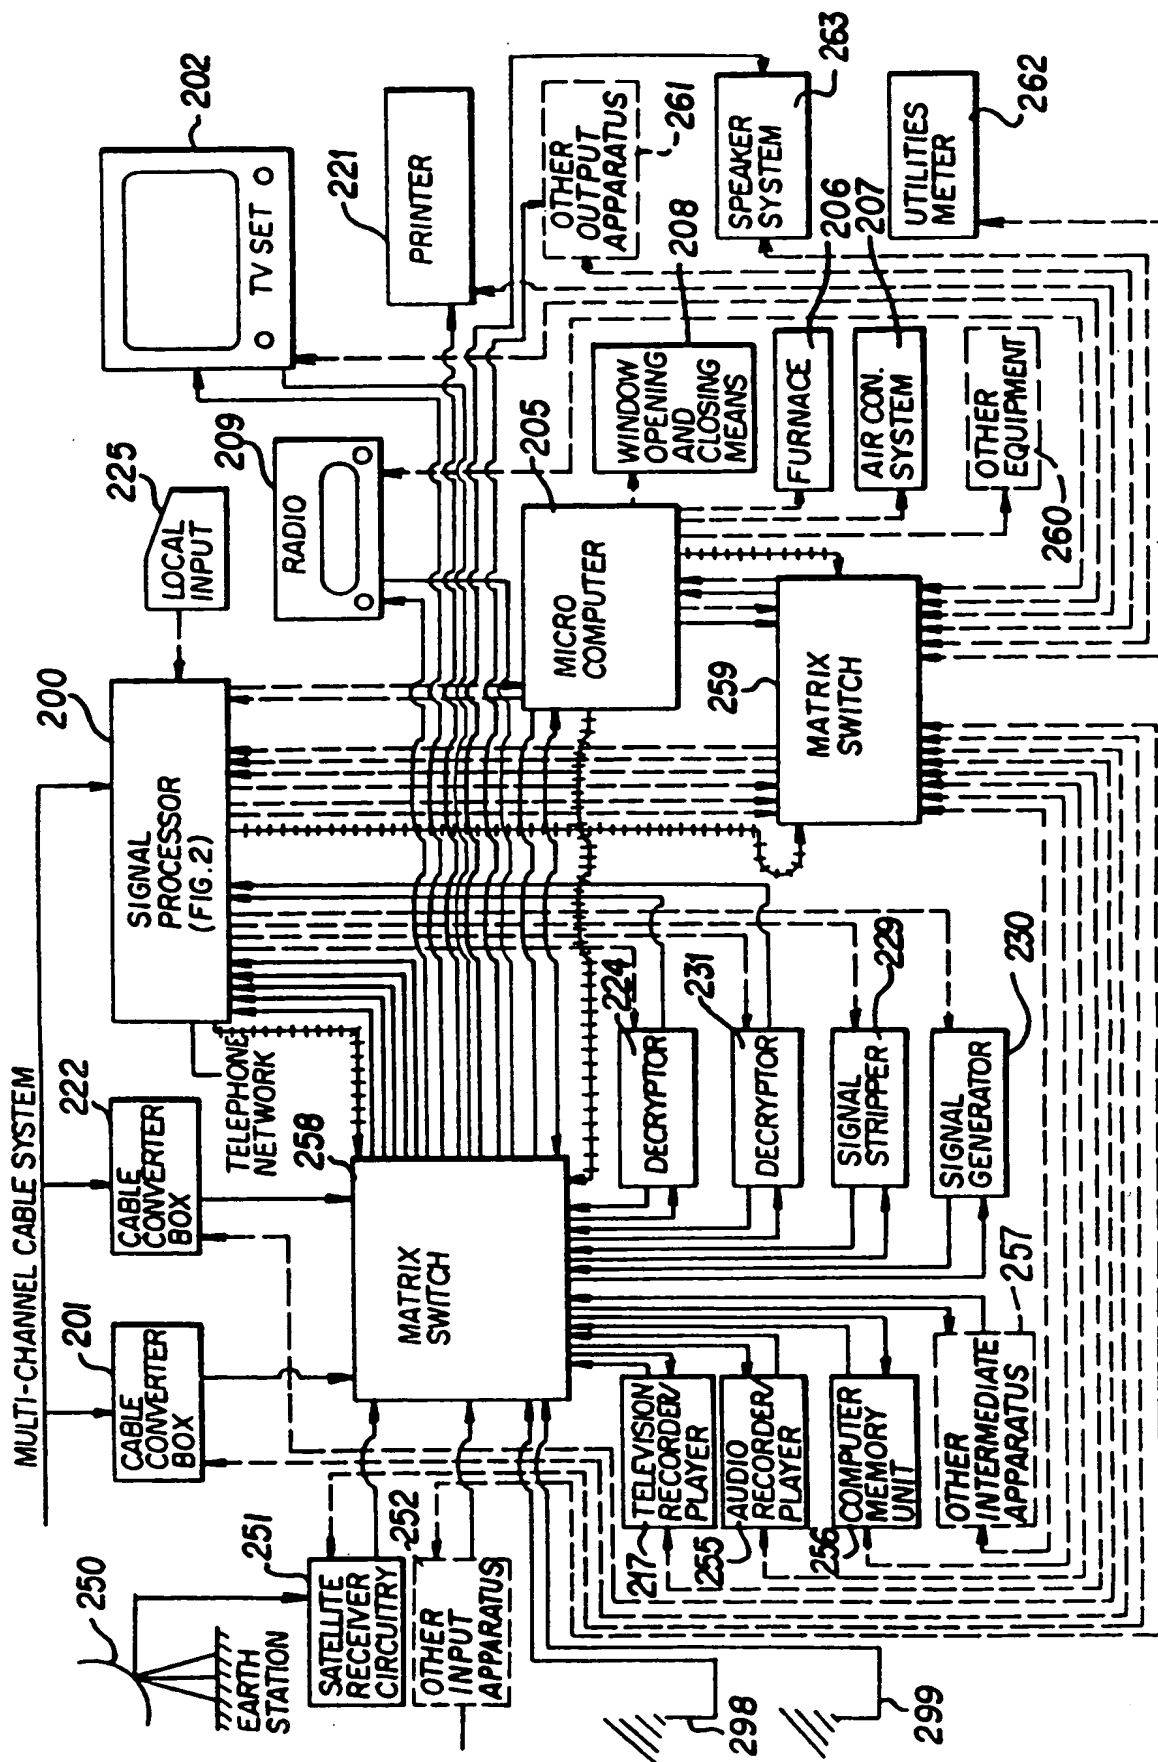 MULTI-CHANNEL CABLE SYSTEM
250
EARTH
STATION
251
SATELLITE
RECEIVER
CIRCUITRY
252
OTHER
INPUT
APPARATUS
298
299
201
CABLE
CONVERTER
BOX
222
CABLE
CONVERTER
BOX
TELEPHONE
NETWORK
258
MATRIX
SWITCH
200
SIGNAL
PROCESSOR
(FIG.2)
225
LOCAL
INPUT
209
RADIO
202
TV SET
221
PRINTER
OTHER
OUTPUT
APPARATUS
261
263
SPEAKER
SYSTEM
UTILITIES
METER
262
205
MICRO
COMPUTER
208
WINDOW
OPENING
AND
CLOSING
MEANS
206
FURNACE
207
AIR CON.
SYSTEM
OTHER
EQUIPMENT
260
259
MATRIX
SWITCH
224
DECRYPTOR
231
DECRYPTOR
229
SIGNAL
STRIPPER
230
SIGNAL
GENERATOR
217
TELEVISION
RECORDER/
PLAYER
255
AUDIO
RECORDER/
PLAYER
256
COMPUTER
MEMORY
UNIT
257
OTHER
INTERMEDIATE
APPARATUS